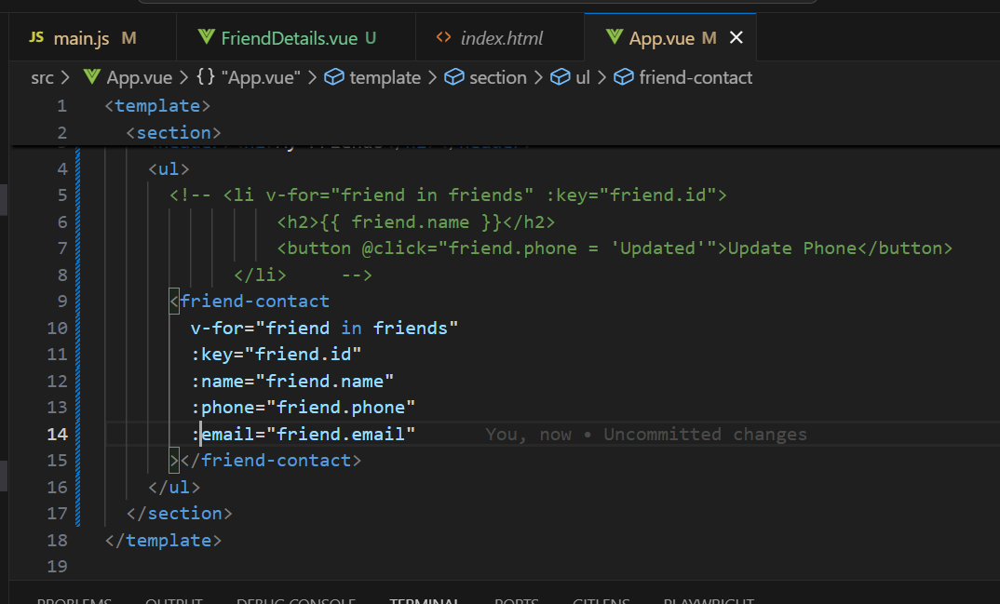 JS main.js M FriendDetails.vue U <> index.html App.vue M ×
src > App.vue > {} "App.vue" > template > section > ul > friend-contact
1 <template>
2 <section>
4 <ul>
5 <!-- <li v-for="friend in friends" :key="friend.id">
6 <h2>{{ friend.name }}</h2>
7 <button @click="friend.phone = 'Updated'">Update Phone</button>
8 </li> -->
9 <friend-contact
10 v-for="friend in friends"
11 :key="friend.id"
12 :name="friend.name"
13 :phone="friend.phone"
14 :email="friend.email" You, now • Uncommitted changes
15 ></friend-contact>
16 </ul>
17 </section>
18 </template>
19
PROBLEMS OUTPUT DEBUG CONSOLE TERMINAL PORTS GITLENS PLAYWRIGHT